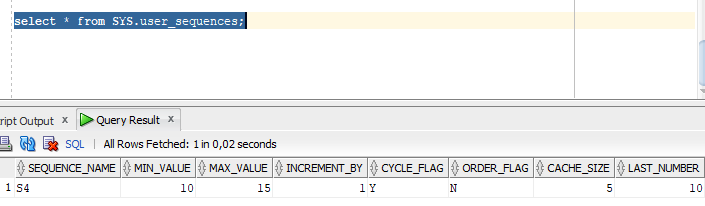 select * from SYS.user_sequences;
ript Output x Query Result x
SQL | All Rows Fetched: 1 in 0,02 seconds
SEQUENCE_NAME MIN_VALUE MAX_VALUE INCREMENT_BY CYCLE_FLAG ORDER_FLAG CACHE_SIZE LAST_NUMBER
1 S4 10 15 1 Y N 5 10